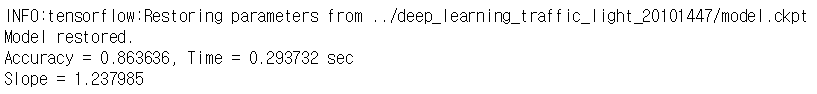 INFO:tensorflow:Restoring parameters from ../deep_learning_traffic_light_20101447/model.ckpt
Model restored.
Accuracy = 0.863636, Time = 0.293732 sec
Slope = 1.237985